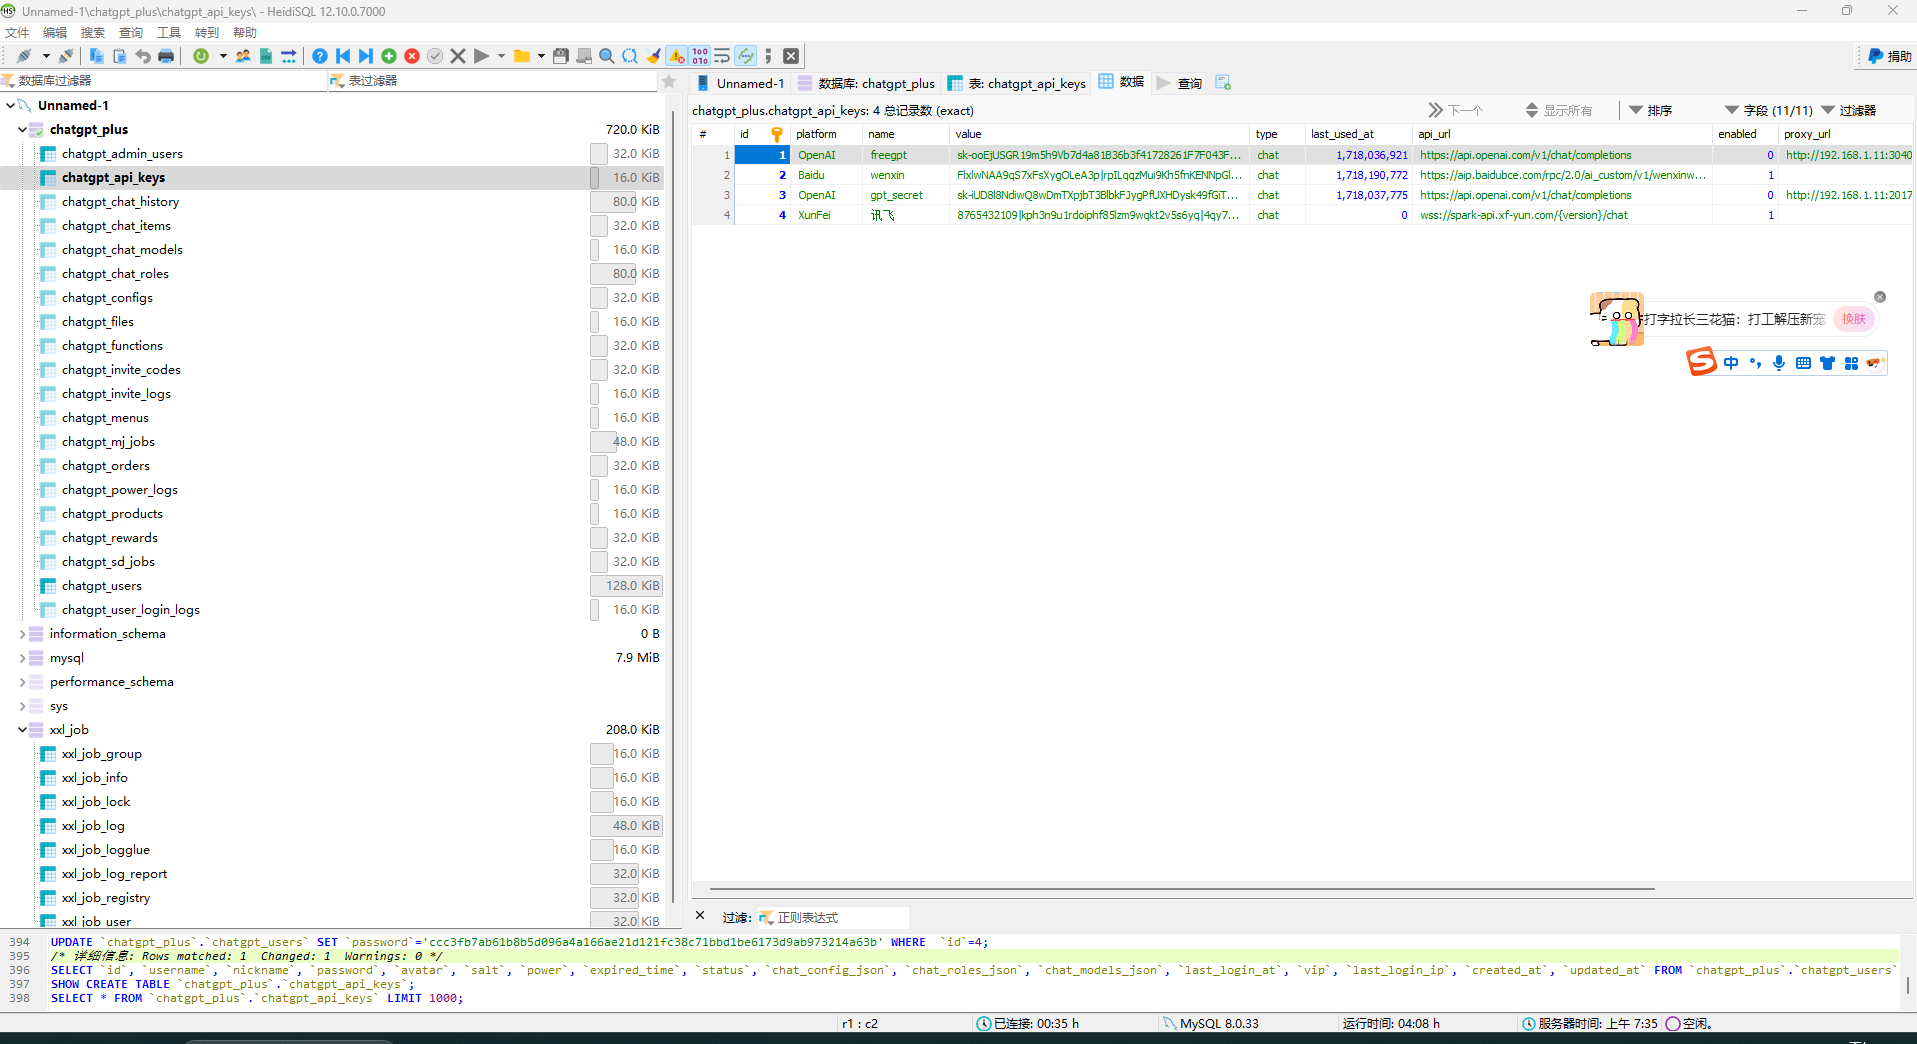 Unnamed-1\chatgpt_plus\chatgpt_api_keys\ - HeidiSQL 12.10.0.7000
文件 编辑 搜索 查询 工具 转到 帮助
捐助
数据库过滤器 表过滤器
Unnamed-1 数据库: chatgpt_plus 表: chatgpt_api_keys 数据 查询
chatgpt_plus.chatgpt_api_keys: 4 总记录数 (exact) 下一个 显示所有 排序 字段 (11/11) 过滤器
# id platform name value type last_used_at api_url enabled proxy_url
1 1 OpenAI freegpt chat 1,718,036,921 https://api.openai.com/v1/chat/completions 0 http://192.168.1.11:3040
2 2 Baidu wenxin chat 1,718,190,772 https://aip.baidubce.com/rpc/2.0/ai_custom/v1/wenxinw... 1
3 3 OpenAI gpt_secret chat 1,718,037,775 https://api.openai.com/v1/chat/completions 0 http://192.168.1.11:2017
4 4 XunFei 讯飞 chat 0 wss://spark-api.xf-yun.com/{version}/chat 1
打字拉长三花猫：打工解压新宠 换肤
中
Unnamed-1
chatgpt_plus 720.0 KiB
chatgpt_admin_users 32.0 KiB
chatgpt_api_keys 16.0 KiB
chatgpt_chat_history 80.0 KiB
chatgpt_chat_items 32.0 KiB
chatgpt_chat_models 16.0 KiB
chatgpt_chat_roles 80.0 KiB
chatgpt_configs 32.0 KiB
chatgpt_files 16.0 KiB
chatgpt_functions 32.0 KiB
chatgpt_invite_codes 32.0 KiB
chatgpt_invite_logs 16.0 KiB
chatgpt_menus 16.0 KiB
chatgpt_mj_jobs 48.0 KiB
chatgpt_orders 32.0 KiB
chatgpt_power_logs 16.0 KiB
chatgpt_products 16.0 KiB
chatgpt_rewards 32.0 KiB
chatgpt_sd_jobs 32.0 KiB
chatgpt_users 128.0 KiB
chatgpt_user_login_logs 16.0 KiB
information_schema 0 B
mysql 7.9 MiB
performance_schema
sys
xxl_job 208.0 KiB
xxl_job_group 16.0 KiB
xxl_job_info 16.0 KiB
xxl_job_lock 16.0 KiB
xxl_job_log 48.0 KiB
xxl_job_logglue 16.0 KiB
xxl_job_log_report 32.0 KiB
xxl_job_registry 32.0 KiB
xxl_job_user 32.0 KiB
过滤: 正则表达式
394 UPDATE `chatgpt_plus`.`chatgpt_users` SET `password`='ccc3fb7ab61b8b5d096a4a166ae21d121fc38c71bbd1be6173d9ab973214a63b' WHERE `id`=4;
395 /* 详细信息: Rows matched: 1 Changed: 1 Warnings: 0 */
396 SELECT `id`, `username`, `nickname`, `password`, `avatar`, `salt`, `power`, `expired_time`, `status`, `chat_config_json`, `chat_roles_json`, `chat_models_json`, `last_login_at`, `vip`, `last_login_ip`, `created_at`, `updated_at` FROM `chatgpt_plus`.`chatgpt_users`
397 SHOW CREATE TABLE `chatgpt_plus`.`chatgpt_api_keys`;
398 SELECT * FROM `chatgpt_plus`.`chatgpt_api_keys` LIMIT 1000;
r1 : c2 已连接: 00:35 h MySQL 8.0.33 运行时间: 04:08 h 服务器时间: 上午 7:35 空闲。